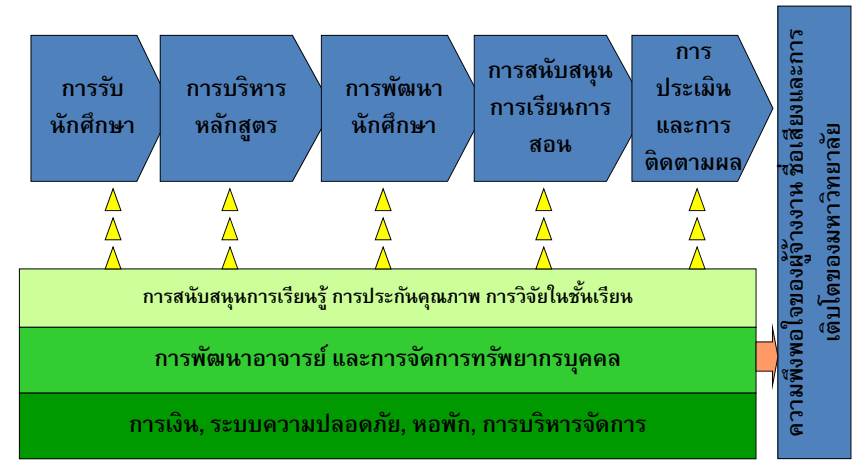 การรับ
นักศึกษา
การบริหาร
หลักสูตร
การพัฒนา
นักศึกษา
การสนับสนุน
การเรียนการ
สอน
การ
ประเมิน
และการ
ติดตามผล
การสนับสนุนการเรียนรู้ การประกันคุณภาพ การวิจัยในชั้นเรียน
การพัฒนาอาจารย์ และการจัดการทรัพยากรบุคคล
การเงิน, ระบบความปลอดภัย, หอพัก, การบริหารจัดการ
ความพึงพอใจของผู้จ้างงาน ชื่อเสียงและการ
เติบโตของมหาวิทยาลัย